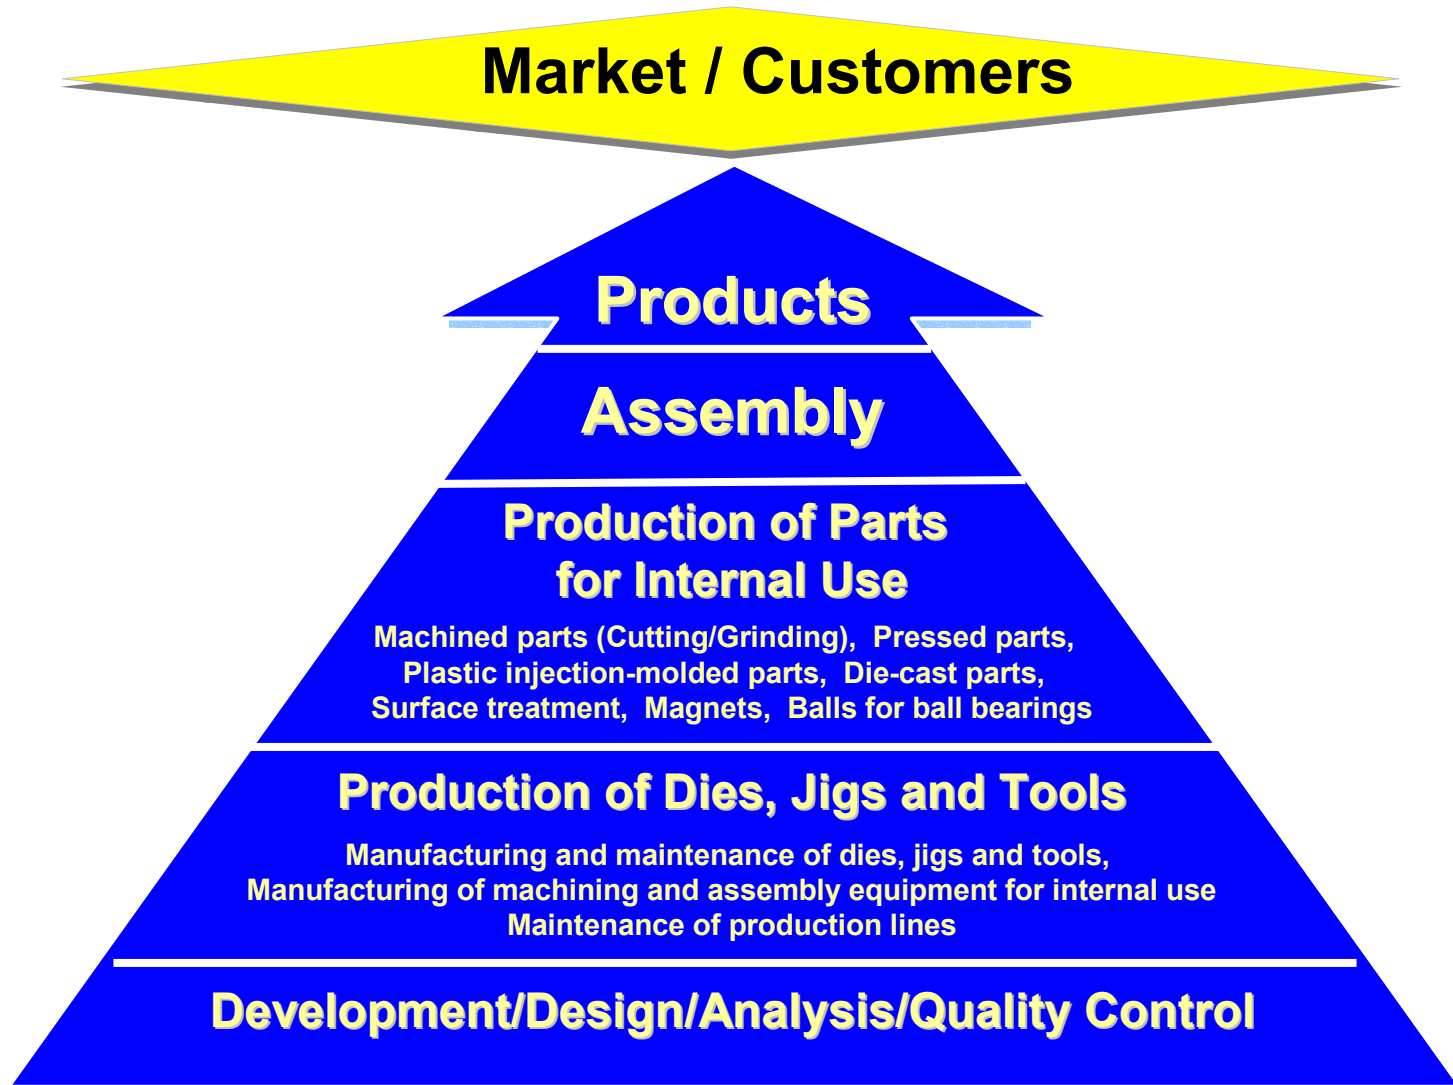 Market / Customers
Products
Assembly
Production of Parts
for Internal Use
Machined parts (Cutting/Grinding), Pressed parts,
Plastic injection-molded parts, Die-cast parts,
Surface treatment, Magnets, Balls for ball bearings
Production of Dies, Jigs and Tools
Manufacturing and maintenance of dies, jigs and tools,
Manufacturing of machining and assembly equipment for internal use
Maintenance of production lines
Development/Design/Analysis/Quality Control